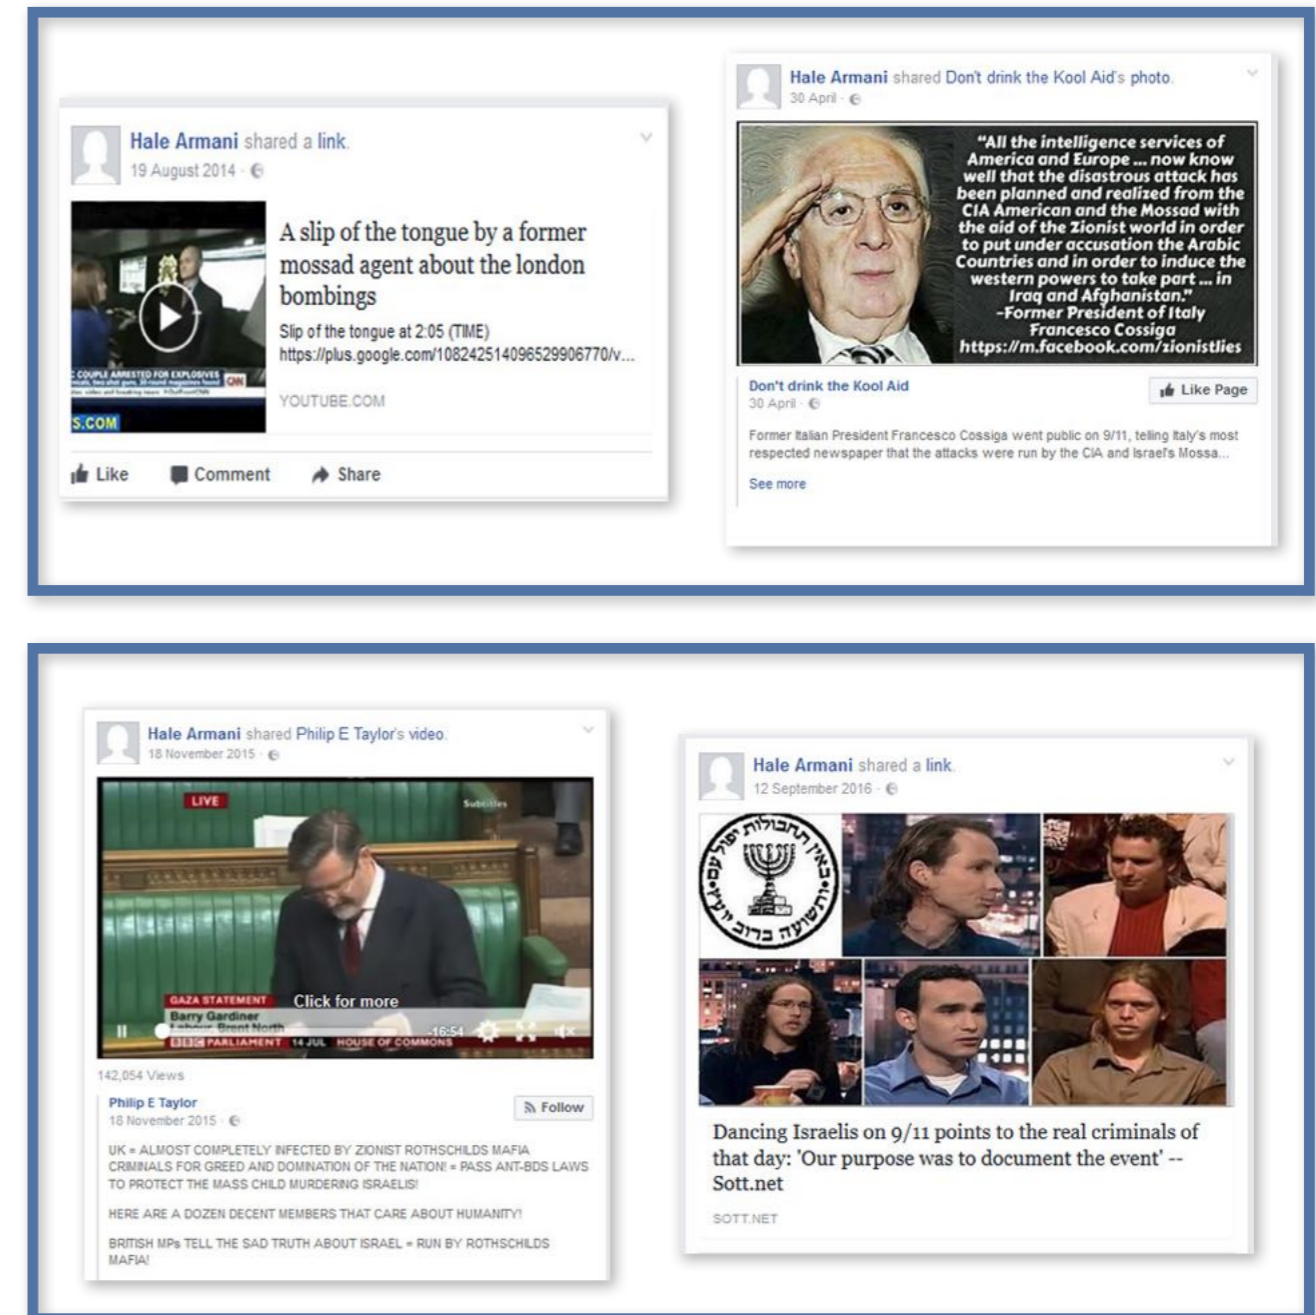 Hale Armani shared a link.
19 August 2014 ·
C COUPLE ARRESTED FOR EXPLOSIVES
CNN
S.COM
A slip of the tongue by a former
mossad agent about the london
bombings
Slip of the tongue at 2:05 (TIME)
https://plus.google.com/108242514096529906770/v...
YOUTUBE.COM
Like Comment Share
Hale Armani shared Don't drink the Kool Aid's photo.
30 April ·
"All the intelligence services of
America and Europe ... now know
well that the disastrous attack has
been planned and realized from the
CIA American and the Mossad with
the aid of the Zionist world in order
to put under accusation the Arabic
Countries and in order to induce the
western powers to take part ... in
Iraq and Afghanistan."
-Former President of Italy
Francesco Cossiga
https://m.facebook.com/zionistlies
Don't drink the Kool Aid
30 April ·
Like Page
Former Italian President Francesco Cossiga went public on 9/11, telling Italy's most
respected newspaper that the attacks were run by the CIA and Israel's Mossa...
See more
Hale Armani shared Philip E Taylor's video.
18 November 2015 ·
LIVE
Subtitles
GAZA STATEMENT
Click for more
Barry Gardiner
Labour, Brent North
-16:54
BBC PARLIAMENT 14 JUL HOUSE OF COMMONS
142,054 Views
Philip E Taylor
18 November 2015 ·
Follow
UK = ALMOST COMPLETELY INFECTED BY ZIONIST ROTHSCHILDS MAFIA
CRIMINALS FOR GREED AND DOMINATION OF THE NATION! = PASS ANT-BDS LAWS
TO PROTECT THE MASS CHILD MURDERING ISRAELIS!
HERE ARE A DOZEN DECENT MEMBERS THAT CARE ABOUT HUMANITY!
BRITISH MPs TELL THE SAD TRUTH ABOUT ISRAEL = RUN BY ROTHSCHILDS
MAFIA!
Hale Armani shared a link.
12 September 2016 ·
באין תחבולות יפול עם
ותשועה ברוב יועץ
Dancing Israelis on 9/11 points to the real criminals of
that day: 'Our purpose was to document the event' --
Sott.net
SOTT.NET